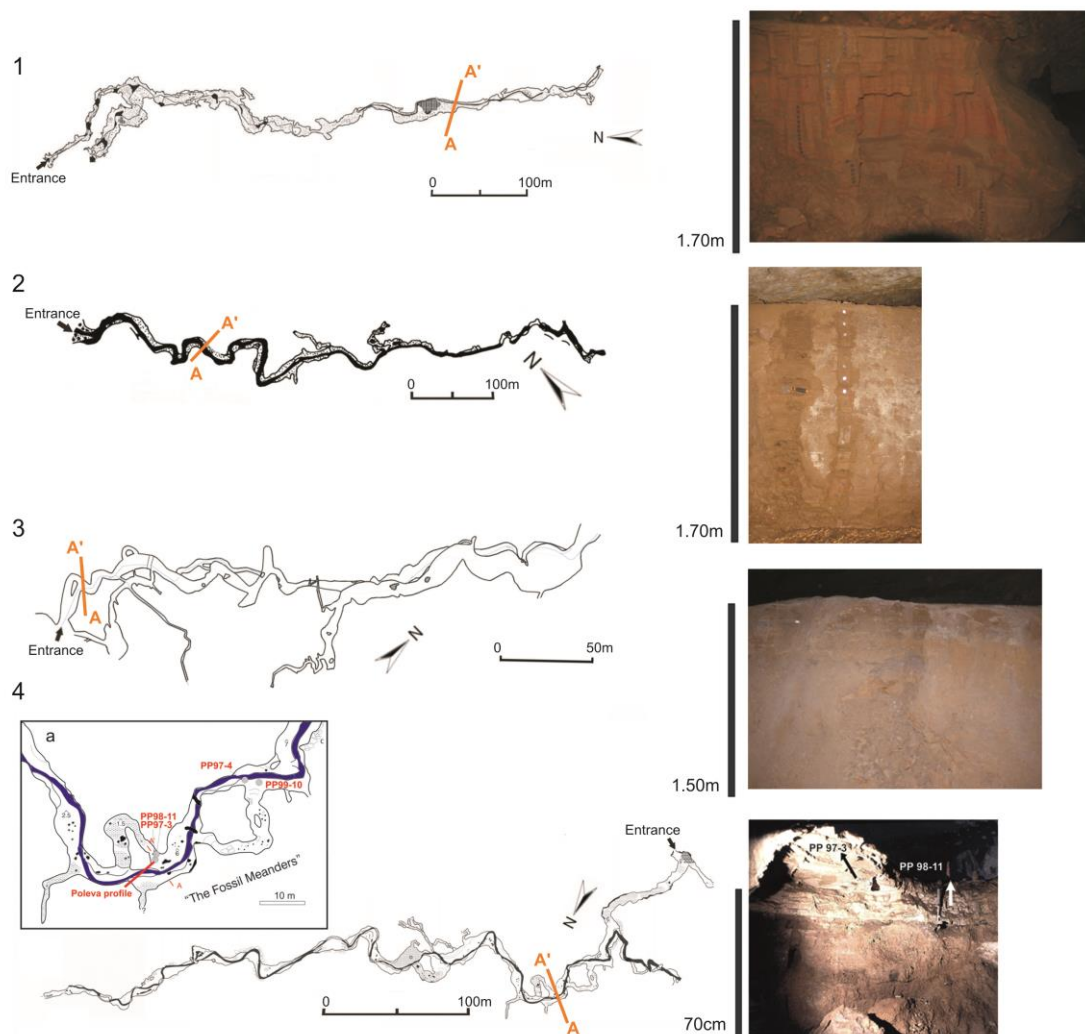 1
A'
A
N
Entrance
0
100m
1.70m
2
Entrance
A'
A
N
0
100m
1.70m
3
A'
A
Entrance
N
0
50m
1.50m
4
a
PP97-4
PP99-10
PP98-11
PP97-3
Poleva profile
A
"The Fossil Meanders"
10 m
Entrance
N
A'
A
0
100m
PP 97-3
PP 98-11
70cm